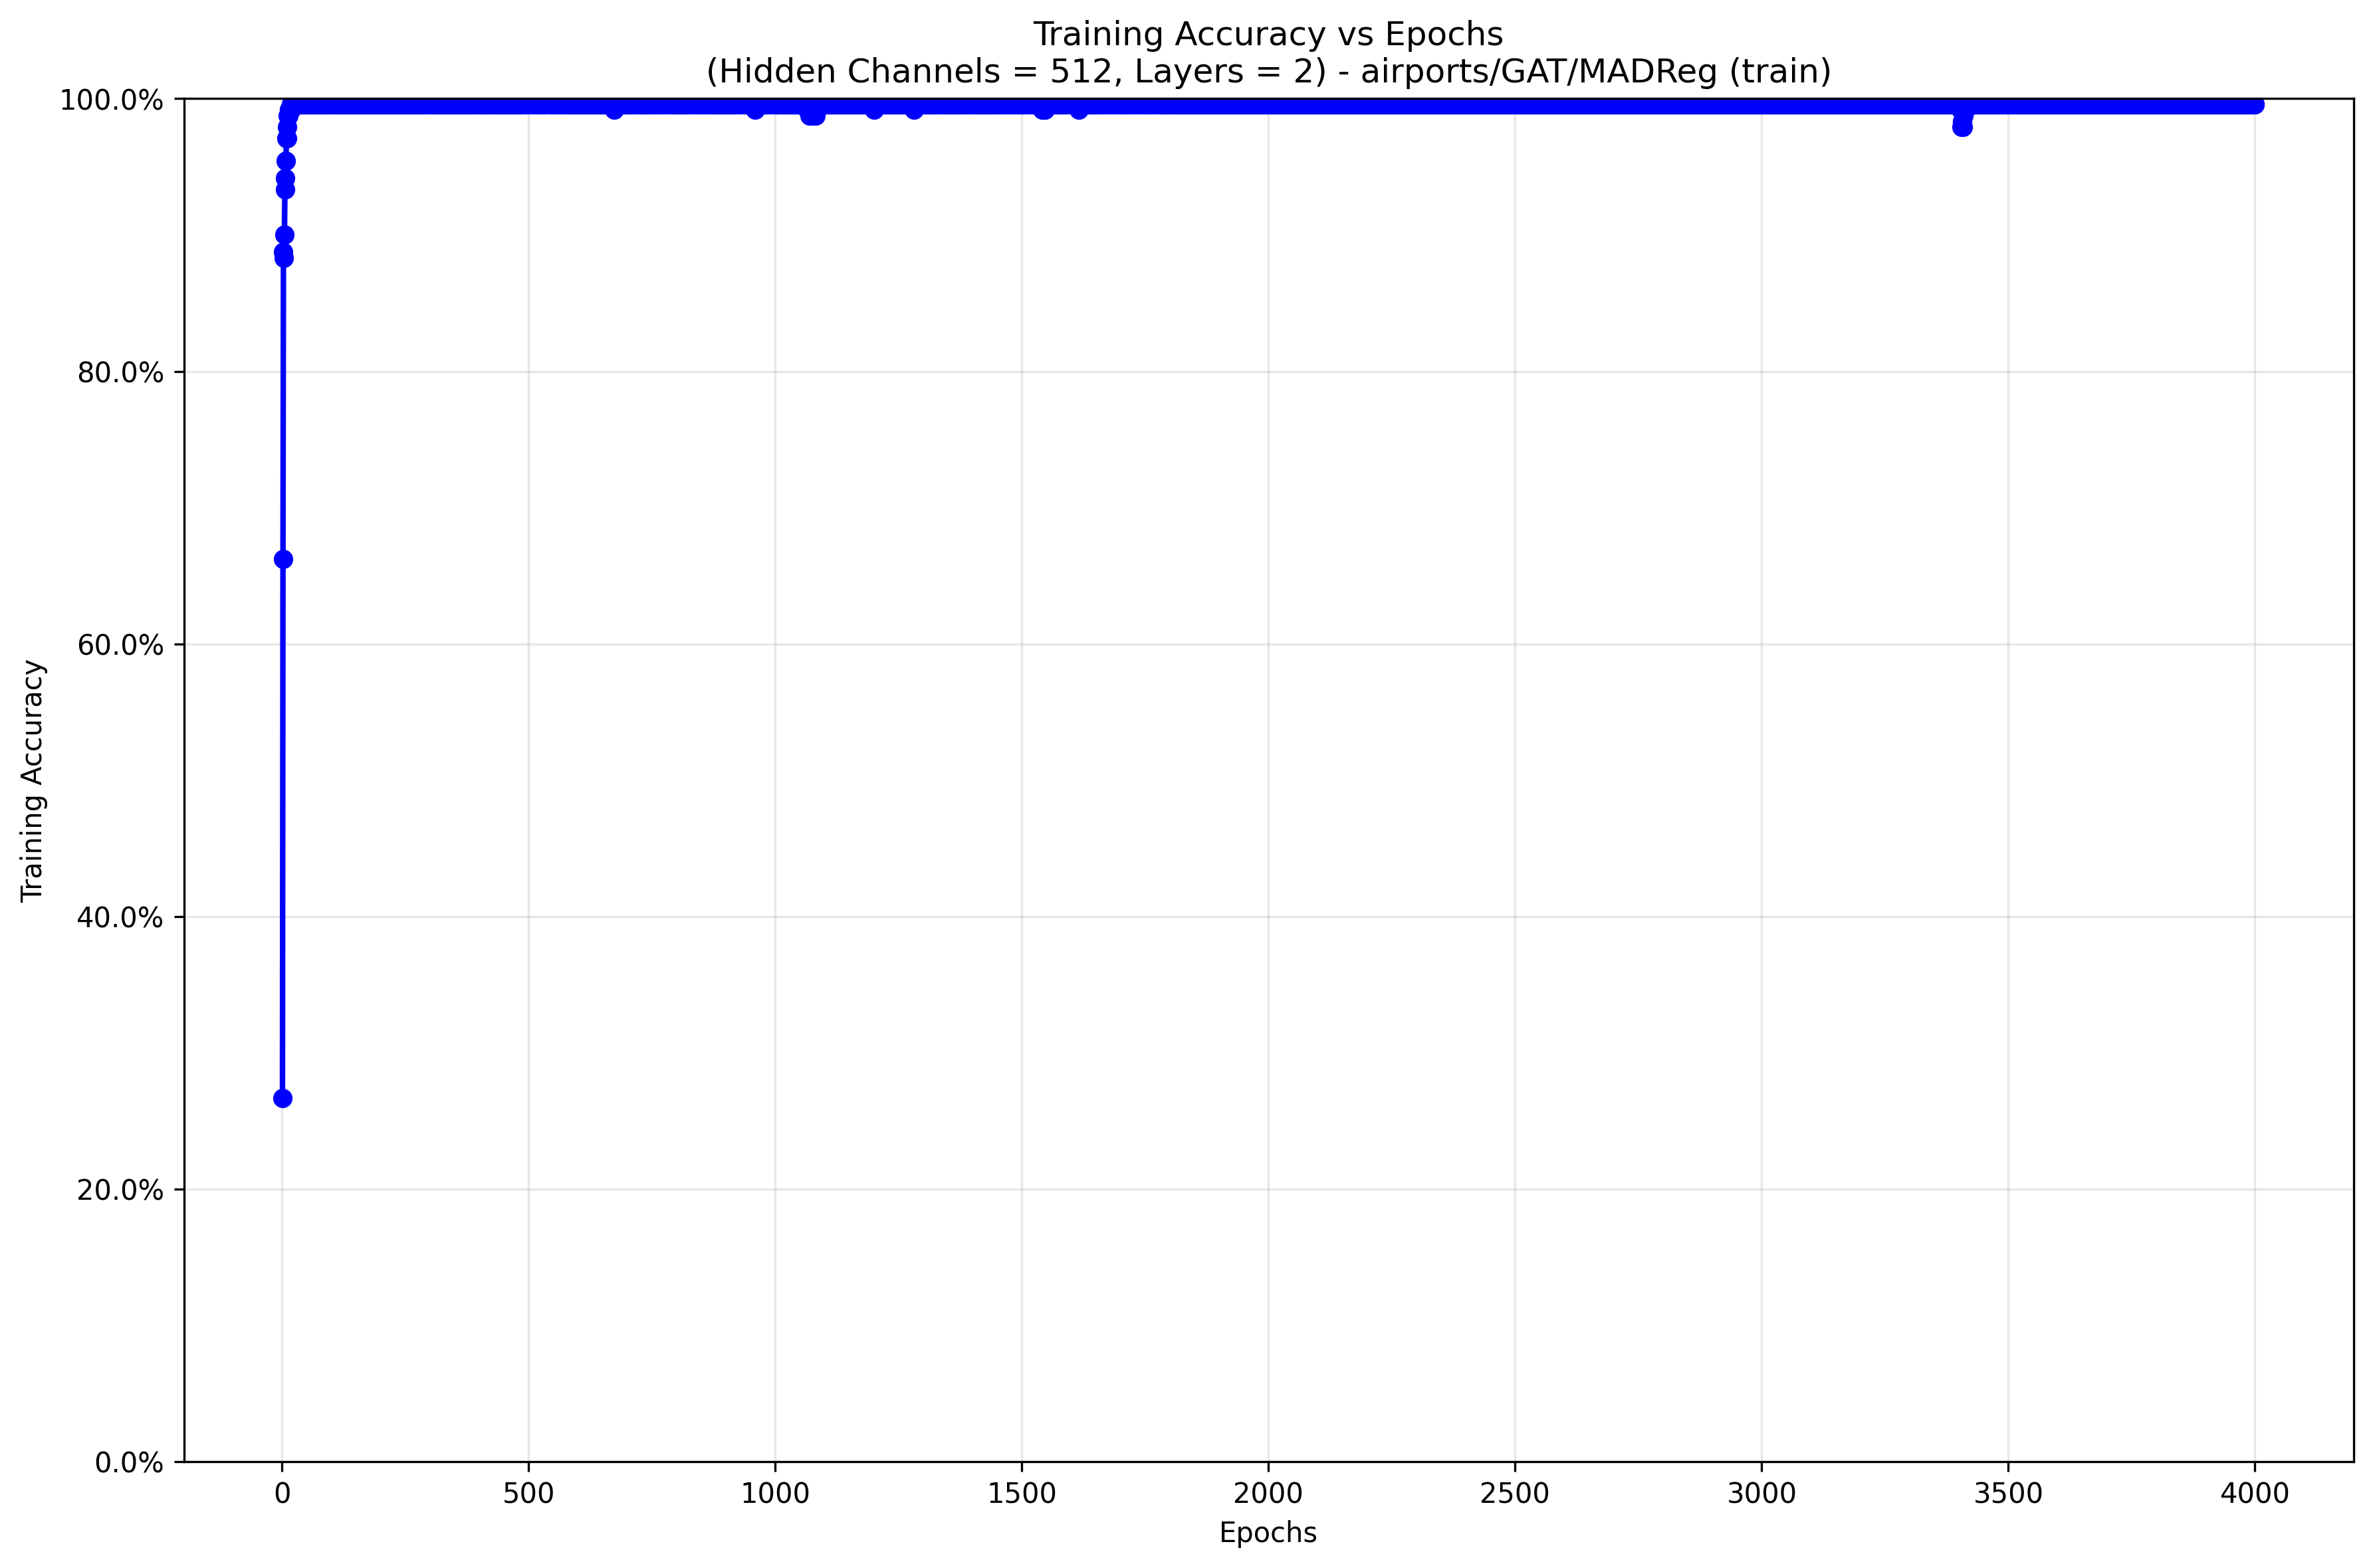 Training Accuracy vs Epochs
(Hidden Channels = 512, Layers = 2) - airports/GAT/MADReg (train)
100.0%
80.0%
60.0%
40.0%
20.0%
0.0%
Training Accuracy
0 500 1000 1500 2000 2500 3000 3500 4000
Epochs